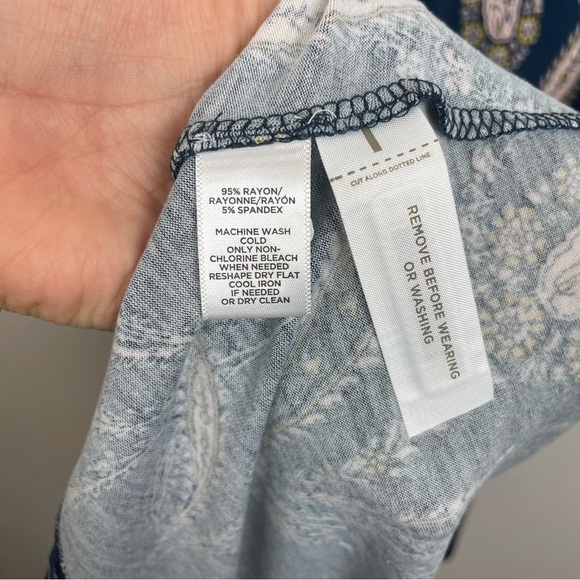 95% RAYON/
RAYONNE/RAYÓN
5% SPANDEX
MACHINE WASH
COLD
ONLY NON-
CHLORINE BLEACH
WHEN NEEDED
RESHAPE DRY FLAT
COOL IRON
IF NEEDED
OR DRY CLEAN
CUT ALONG DOTTED LINE
REMOVE BEFORE WEARING
OR WASHING